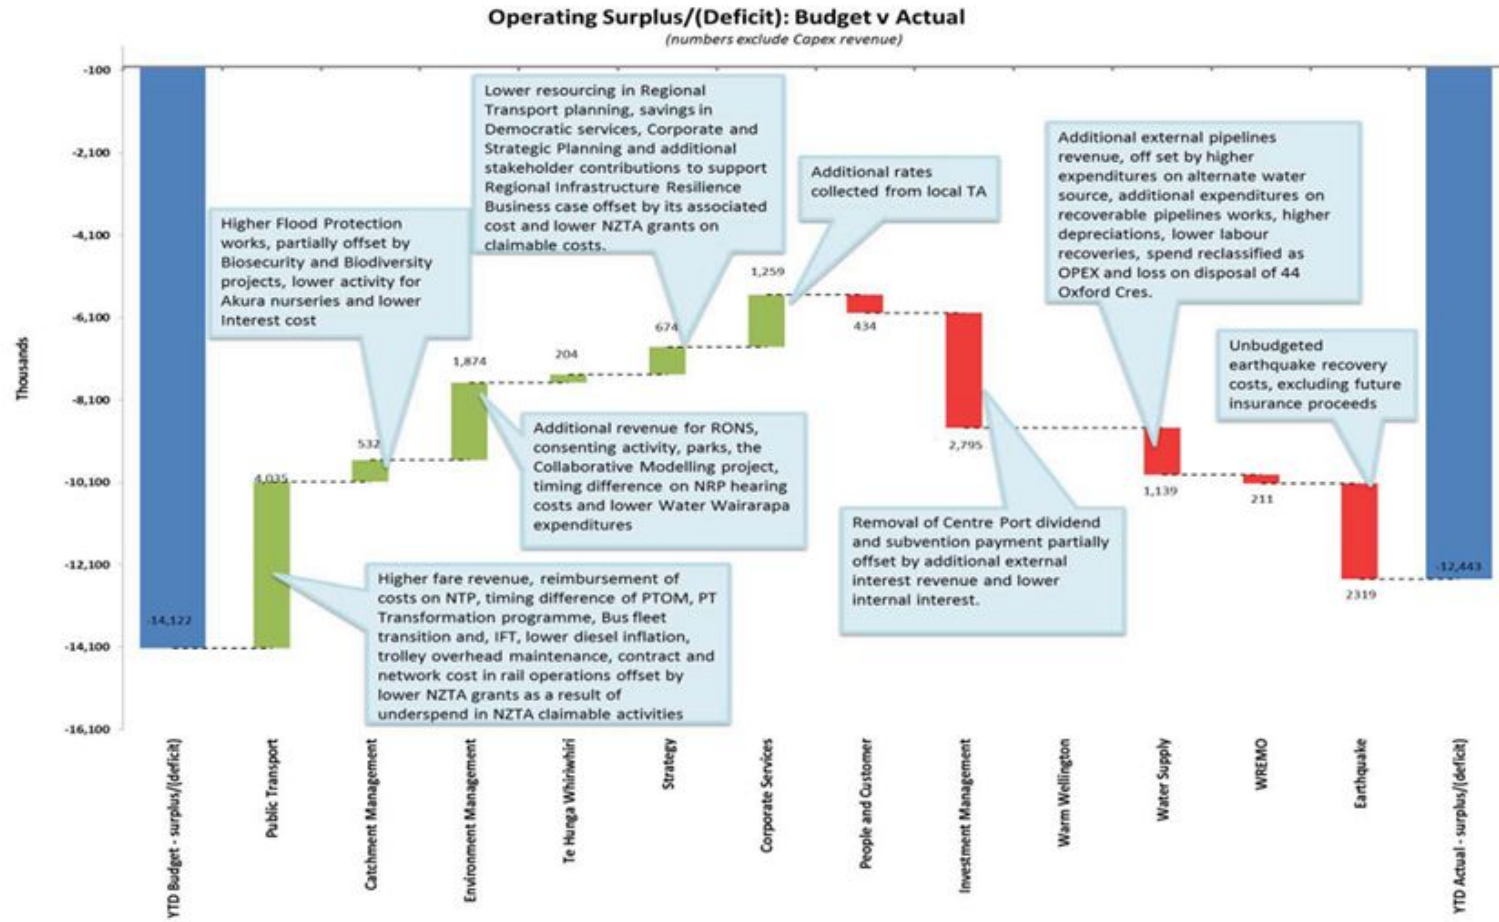 Operating Surplus/(Deficit): Budget v Actual
(numbers exclude Capex revenue)
Thousands
-100
-2,100
-4,100
-6,100
-8,100
-10,100
-12,100
-14,100
-16,100
-14,122
4,035
532
1,874
204
674
1,259
434
2,795
1,139
211
2319
-12,443
Higher Flood Protection
works, partially offset by
Biosecurity and Biodiversity
projects, lower activity for
Akura nurseries and lower
Interest cost
Lower resourcing in Regional
Transport planning, savings in
Democratic services, Corporate and
Strategic Planning and additional
stakeholder contributions to support
Regional Infrastructure Resilience
Business case offset by its associated
cost and lower NZTA grants on
claimable costs.
Additional rates
collected from local TA
Additional external pipelines
revenue, off set by higher
expenditures on alternate water
source, additional expenditures on
recoverable pipelines works, higher
depreciations, lower labour
recoveries, spend reclassified as
OPEX and loss on disposal of 44
Oxford Cres.
Unbudgeted
earthquake recovery
costs, excluding future
insurance proceeds
Additional revenue for RONS,
consenting activity, parks, the
Collaborative Modelling project,
timing difference on NRP hearing
costs and lower Water Wairarapa
expenditures
Removal of Centre Port dividend
and subvention payment partially
offset by additional external
interest revenue and lower
internal interest.
Higher fare revenue, reimbursement of
costs on NTP, timing difference of PTOM, PT
Transformation programme, Bus fleet
transition and, IFT, lower diesel inflation,
trolley overhead maintenance, contract and
network cost in rail operations offset by
lower NZTA grants as a result of
underspend in NZTA claimable activities
YTD Budget - surplus/(deficit)
Public Transport
Catchment Management
Environment Management
Te Hunga Whiriwhiri
Strategy
Corporate Services
People and Customer
Investment Management
Warm Wellington
Water Supply
WREMO
Earthquake
YTD Actual - surplus/(deficit)